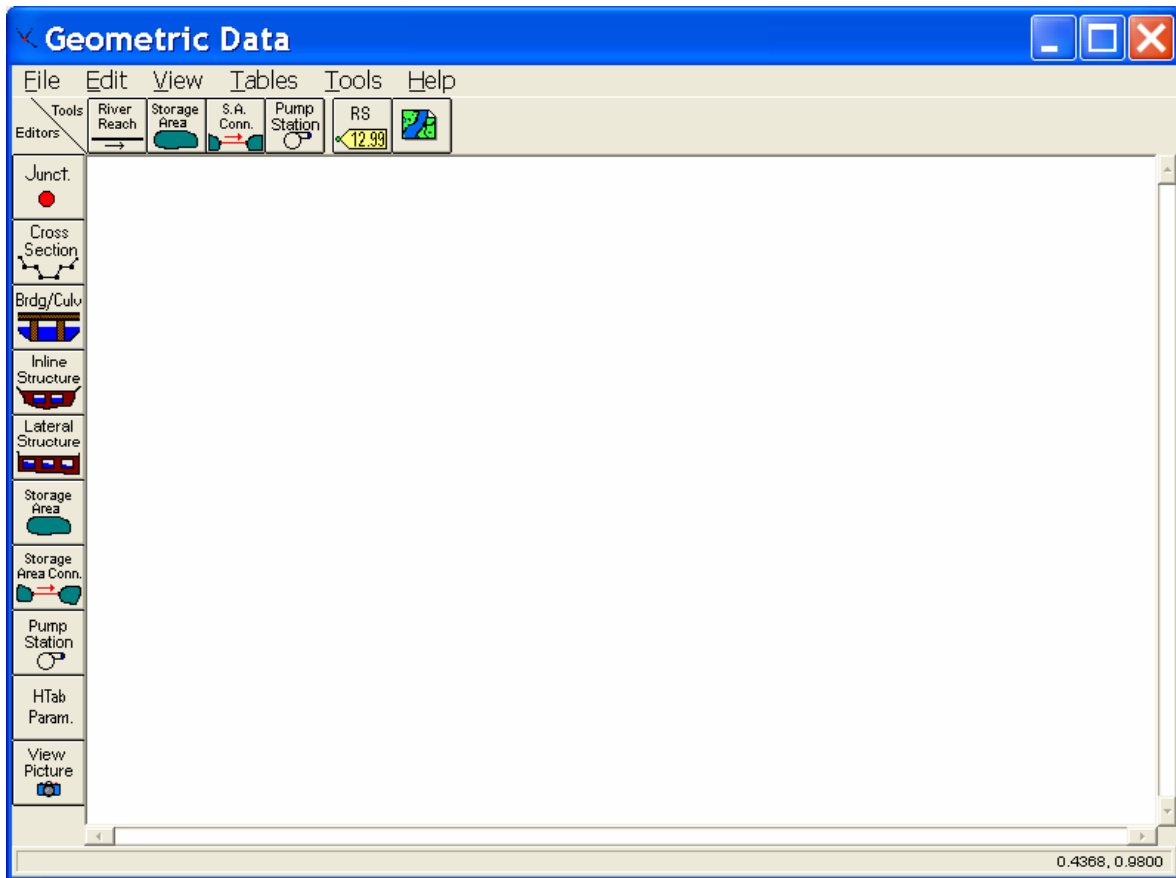 Geometric Data
File Edit View Tables Tools Help
Tools
Editors
River
Reach
Storage
Area
S.A.
Conn.
Pump
Station
RS
12.99
Junct.
Cross
Section
Brdg/Culv
Inline
Structure
Lateral
Structure
Storage
Area
Storage
Area Conn.
Pump
Station
HTab
Param.
View
Picture
0.4368, 0.9800